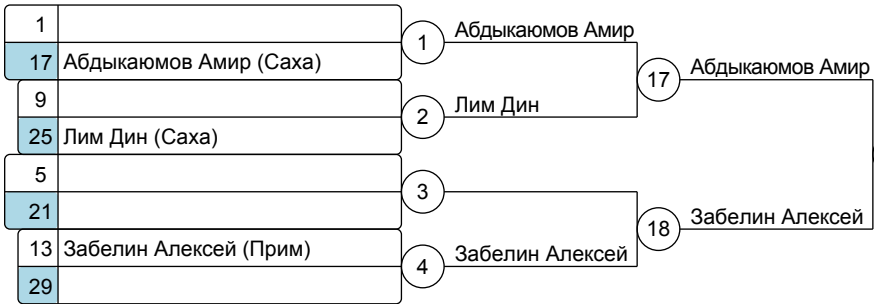 1
17 Абдыкаюмов Амир (Саха)
9
25 Лим Дин (Саха)
5
21
13 Забелин Алексей (Прим)
29
1 Абдыкаюмов Амир
2 Лим Дин
3
4 Забелин Алексей
17 Абдыкаюмов Амир
18 Забелин Алексей